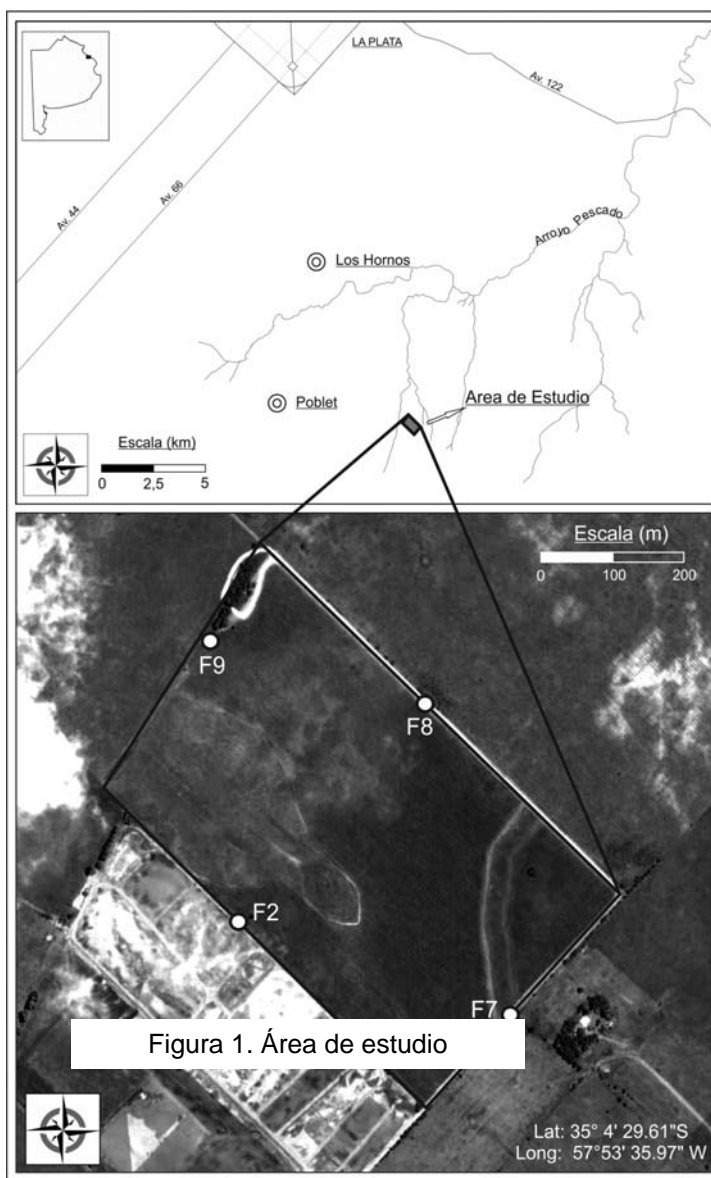 LA PLATA
Av. 122
Av. 44
Av. 66
Arroyo Pescado
Los Hornos
Poblet
Area de Estudio
Escala (km)
0 2,5 5
Escala (m)
0 100 200
F9
F8
F2
F7
Figura 1. Área de estudio
Lat: 35° 4' 29.61"S
Long: 57°53' 35.97" W